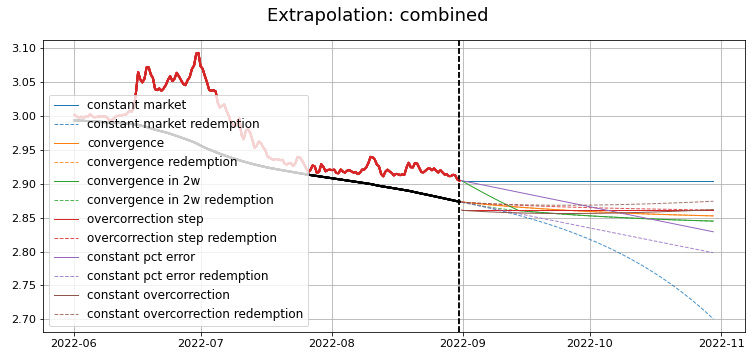 Extrapolation: combined
3.10
3.05
3.00
2.95
2.90
2.85
2.80
2.75
2.70
constant market
constant market redemption
convergence
convergence redemption
convergence in 2w
convergence in 2w redemption
overcorrection step
overcorrection step redemption
constant pct error
constant pct error redemption
constant overcorrection
constant overcorrection redemption
2022-06 2022-07 2022-08 2022-09 2022-10 2022-11